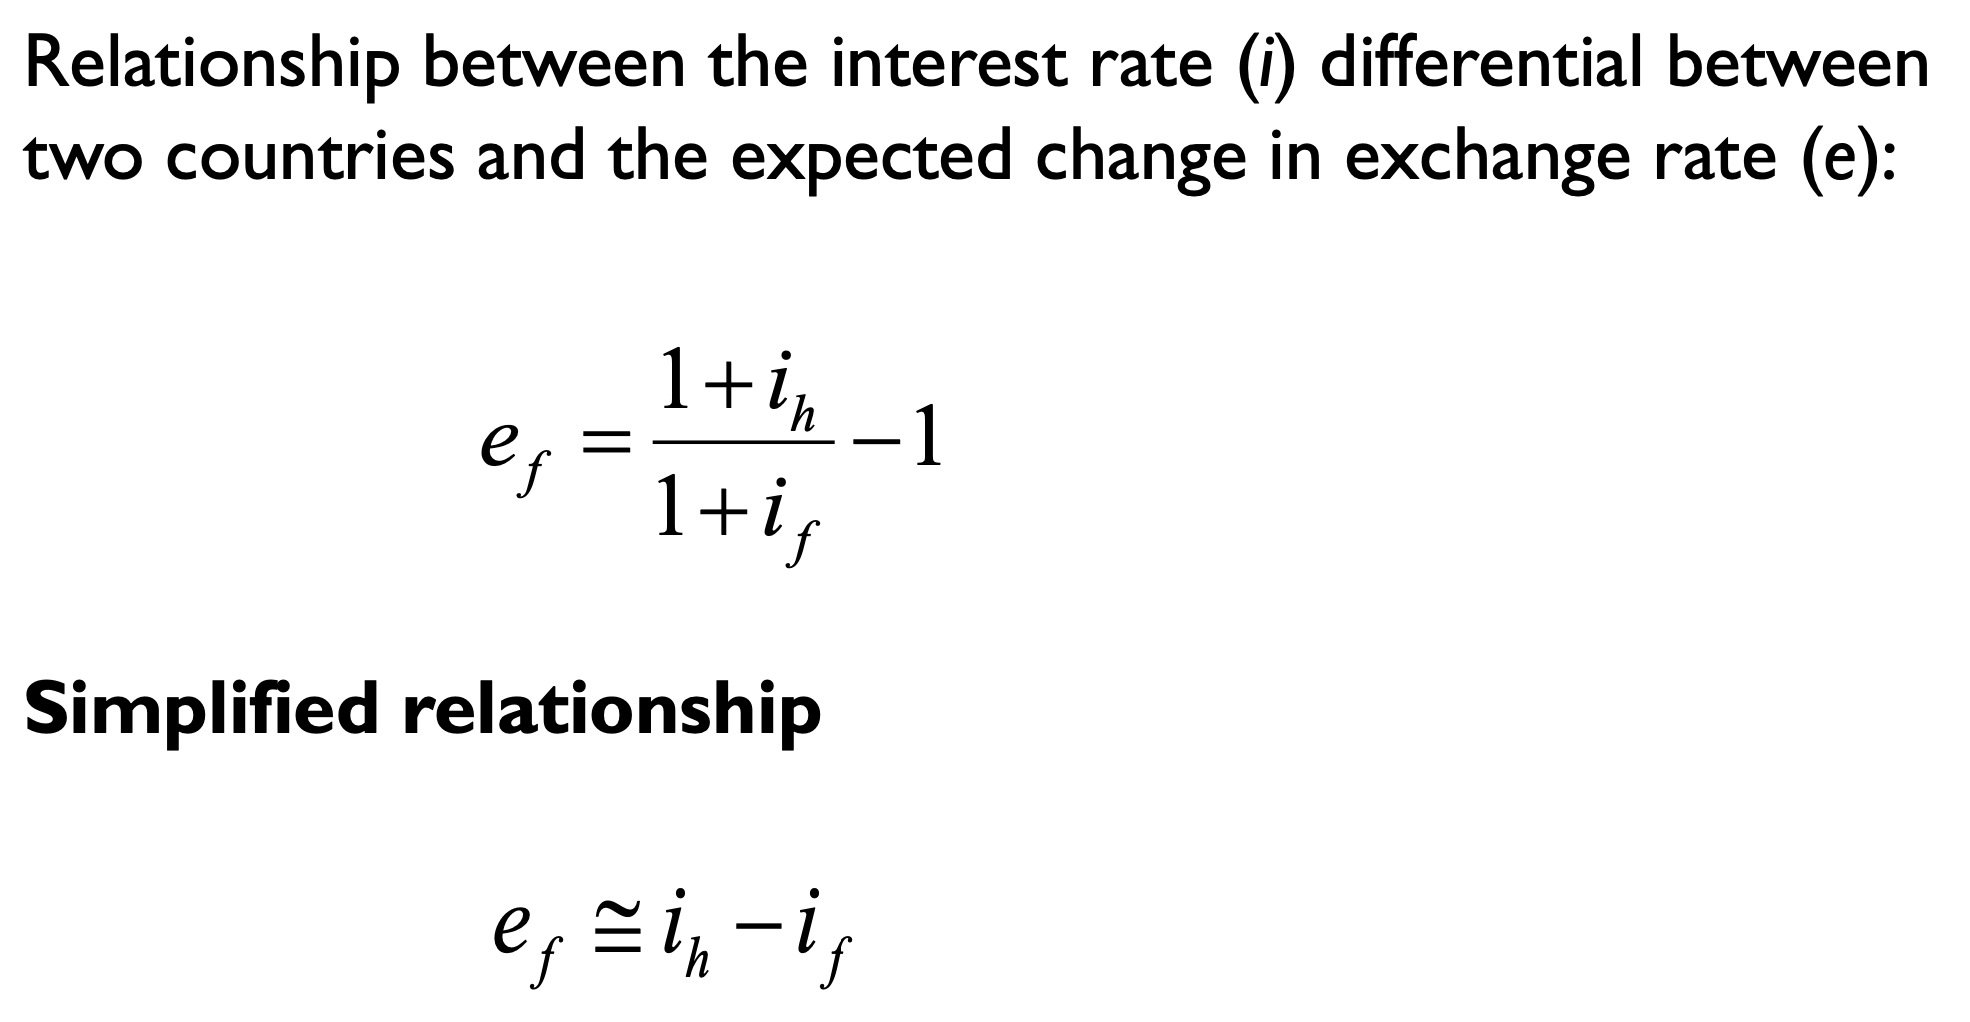 Relationship between the interest rate (i) differential between
two countries and the expected change in exchange rate (e):
e_f = \frac{1+i_h}{1+i_f} − 1
Simplified relationship
e_f ≅ i_h − i_f